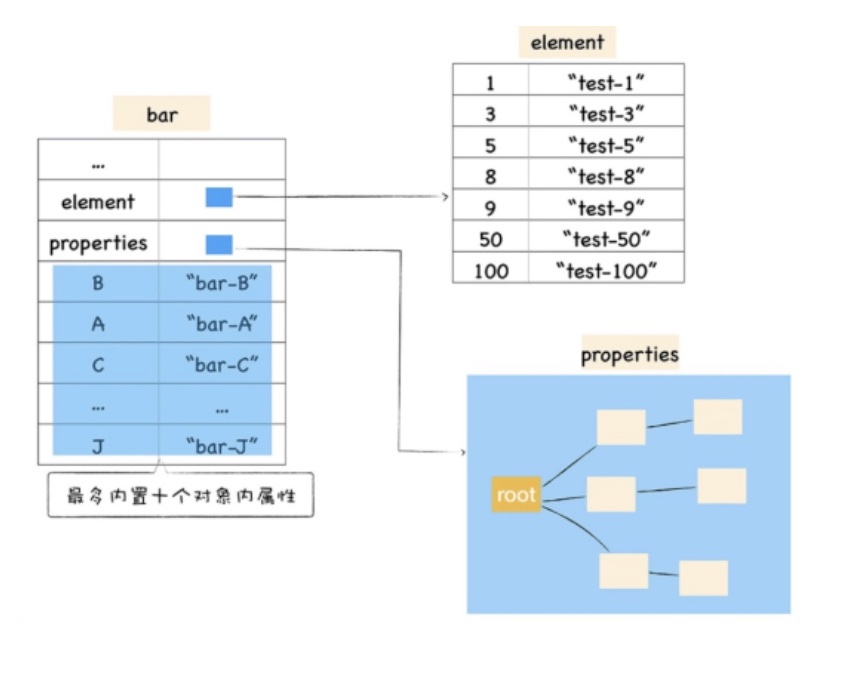 bar
...
element
properties
B "bar-B"
A "bar-A"
C "bar-C"
... ...
J "bar-J"
最多内置十个对象内属性
element
1 "test-1"
3 "test-3"
5 "test-5"
8 "test-8"
9 "test-9"
50 "test-50"
100 "test-100"
properties
root